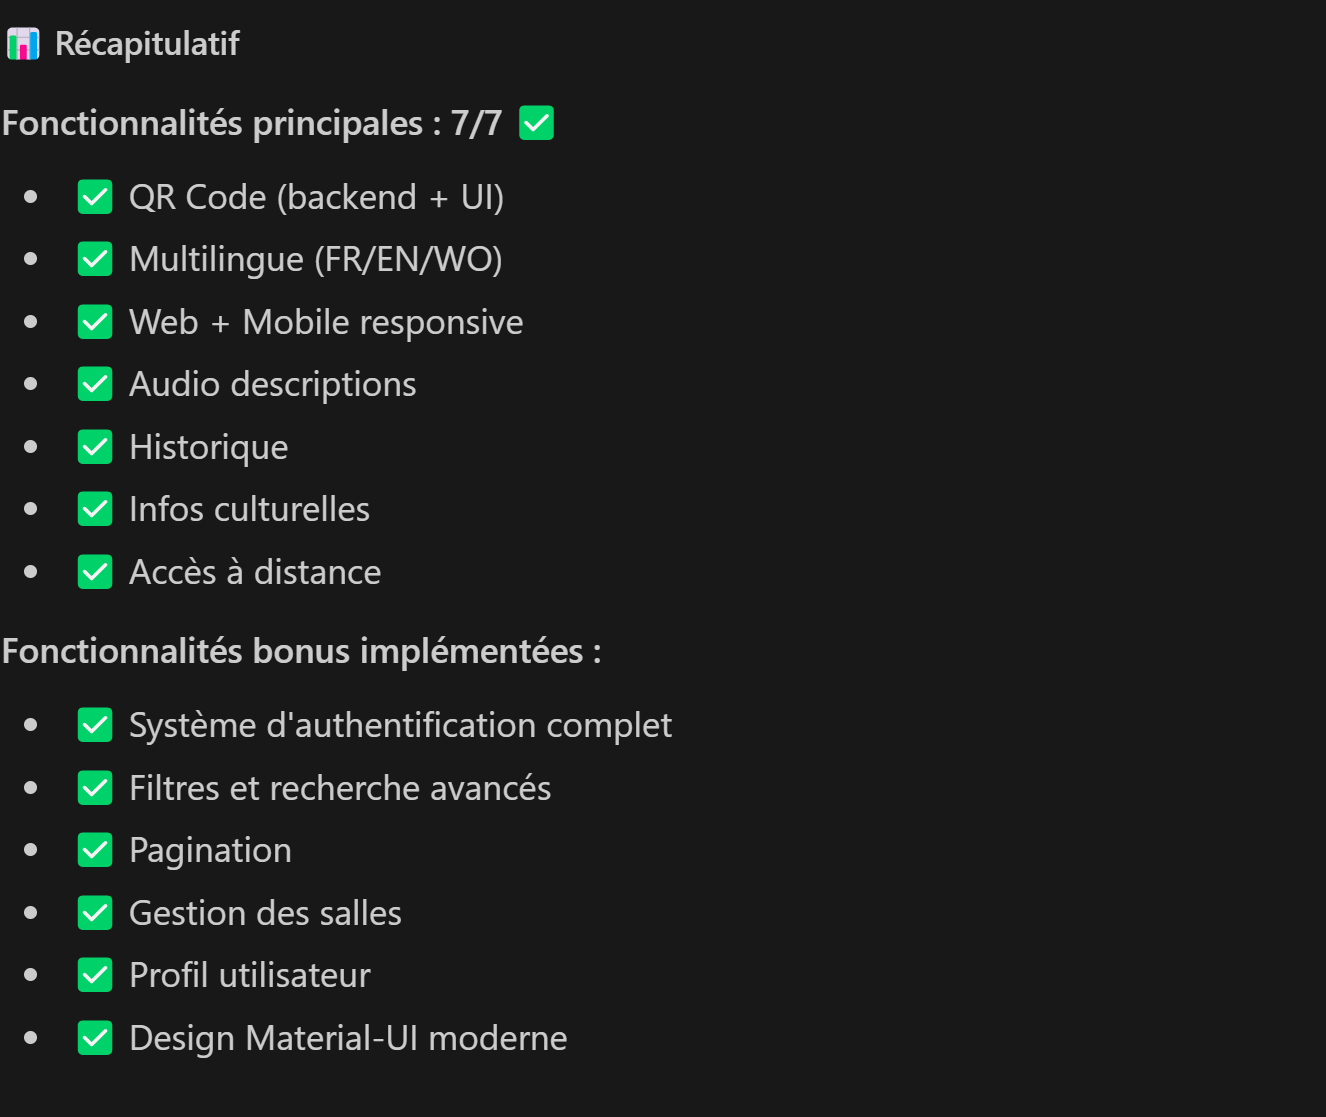 📊 Récapitulatif
Fonctionnalités principales : 7/7 ✅
• ✅ QR Code (backend + UI)
• ✅ Multilingue (FR/EN/WO)
• ✅ Web + Mobile responsive
• ✅ Audio descriptions
• ✅ Historique
• ✅ Infos culturelles
• ✅ Accès à distance
Fonctionnalités bonus implémentées :
• ✅ Système d'authentification complet
• ✅ Filtres et recherche avancés
• ✅ Pagination
• ✅ Gestion des salles
• ✅ Profil utilisateur
• ✅ Design Material-UI moderne